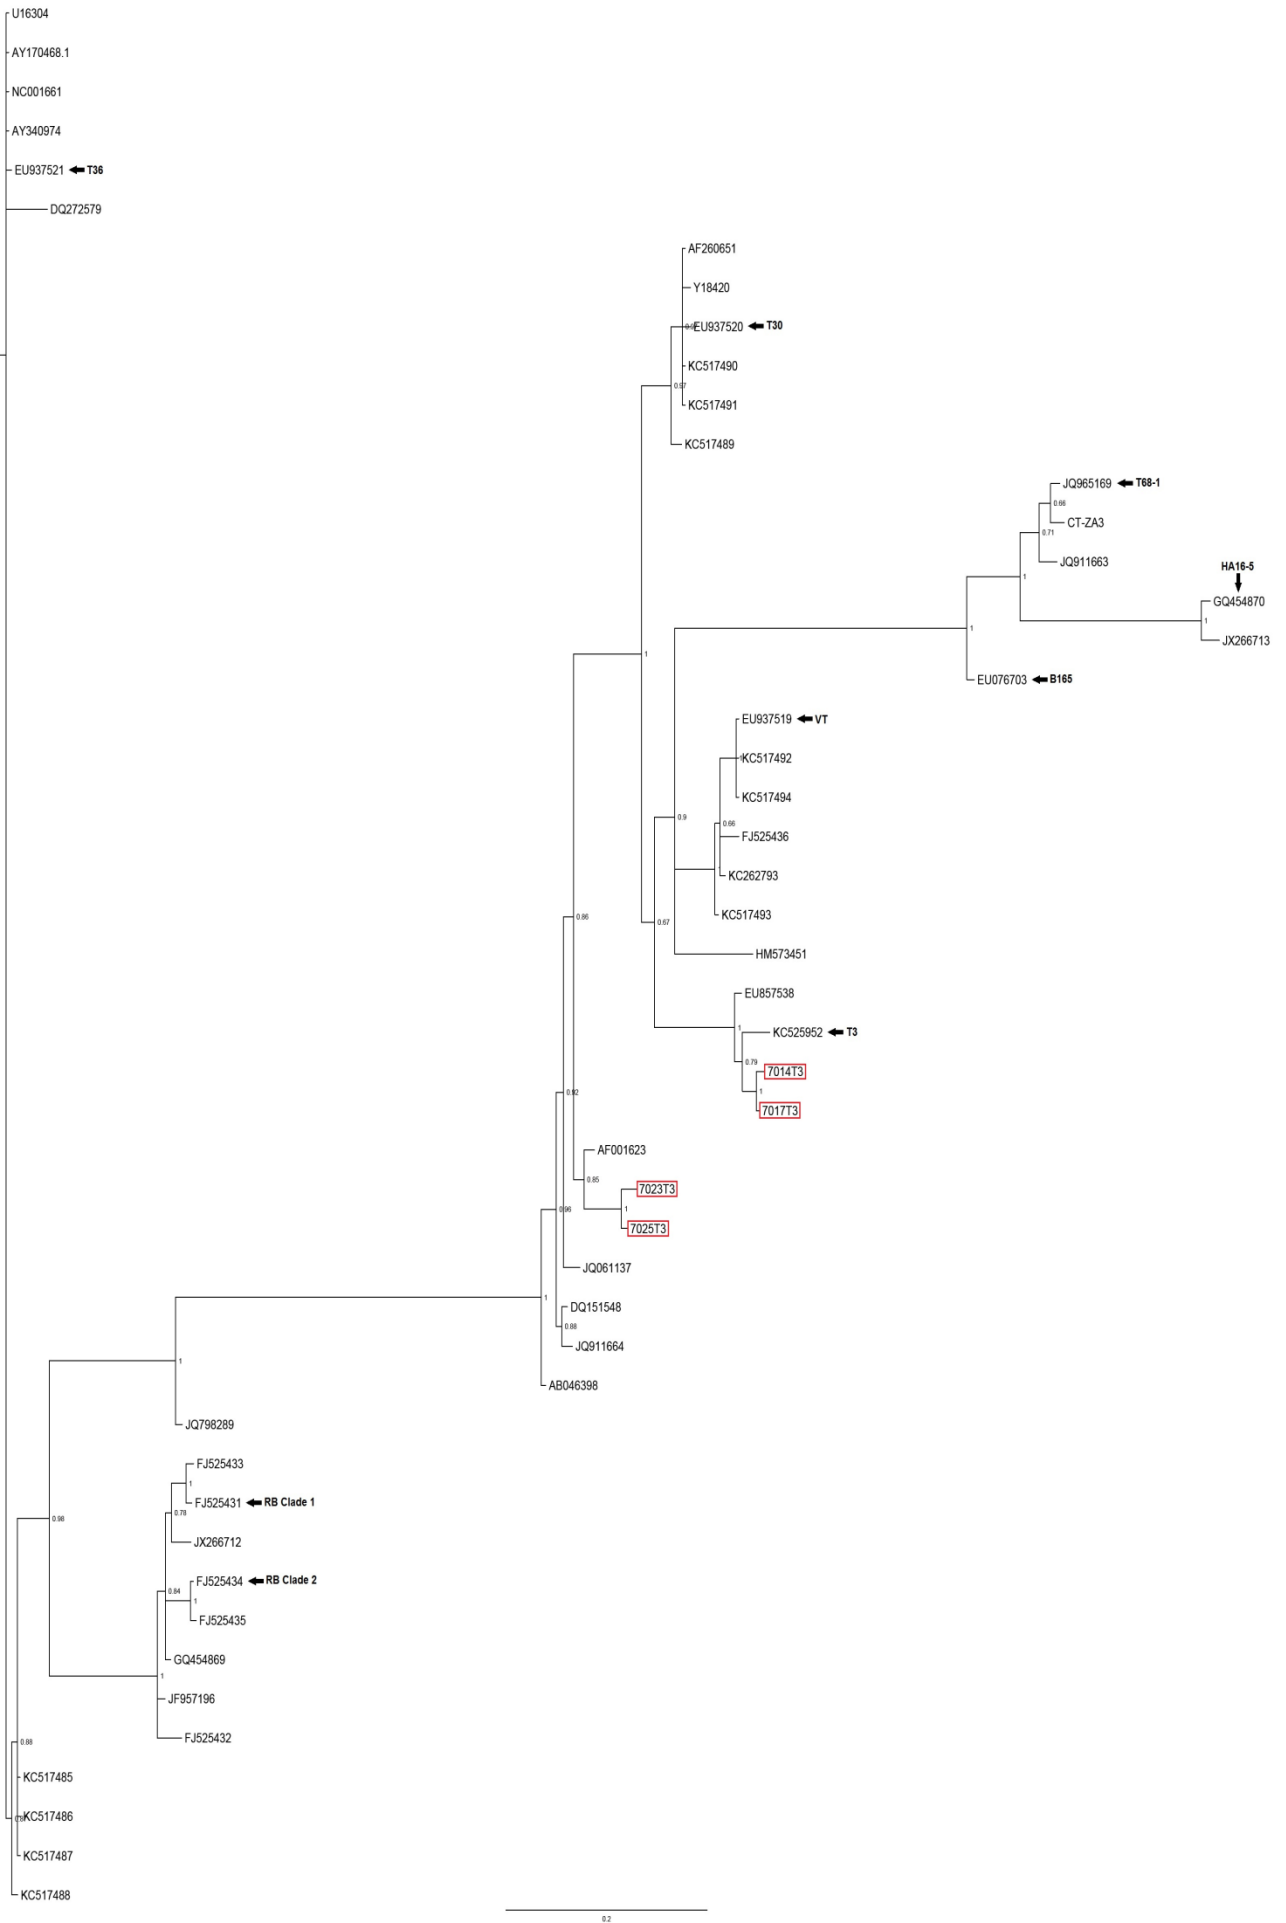 U16304
AY170468.1
NC001661
AY340974
EU937521 T36
DQ272579
AF260651
Y18420
EU937520 T30
KC517490
0.97
KC517491
KC517489
JQ965169 T68-1
0.66
CT-ZA3
0.71
JQ911663
HA16-5
1
GQ454870
1
JX266713
1
1
EU076703 B165
EU937519 VT
KC517492
KC517494
0.9
0.66
FJ525436
KC262793
KC517493
0.86
0.67
HM573451
EU857538
1
KC525952 T3
0.79
7014T3
1
0.92
7017T3
AF001623
0.85
7023T3
1
0.96
7025T3
JQ061137
1
DQ151548
0.88
JQ911664
1
AB046398
JQ798289
FJ525433
1
FJ525431 RB Clade 1
0.78
0.98
JX266712
FJ525434 RB Clade 2
0.84
1
FJ525435
GQ454869
1
JF957196
FJ525432
0.88
KC517485
KC517486
KC517487
KC517488
0.2